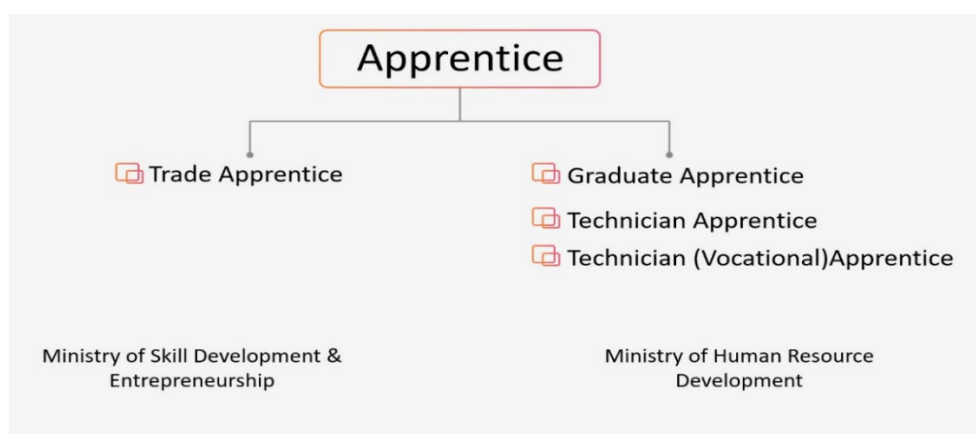 Apprentice
Trade Apprentice
Graduate Apprentice
Technician Apprentice
Technician (Vocational)Apprentice
Ministry of Skill Development &
Entrepreneurship
Ministry of Human Resource
Development